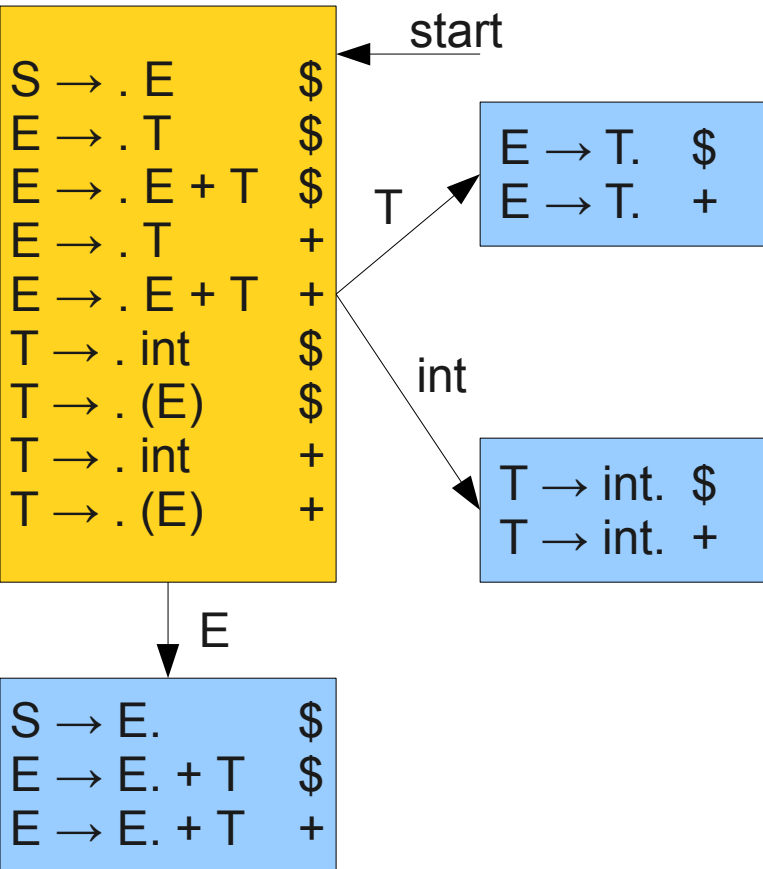 start
S → . E $
E → . T $
E → . E + T $
E → . T +
E → . E + T +
T → . int $
T → . (E) $
T → . int +
T → . (E) +
E → T. $
E → T. +
T
int
T → int. $
T → int. +
E
S → E. $
E → E. + T $
E → E. + T +